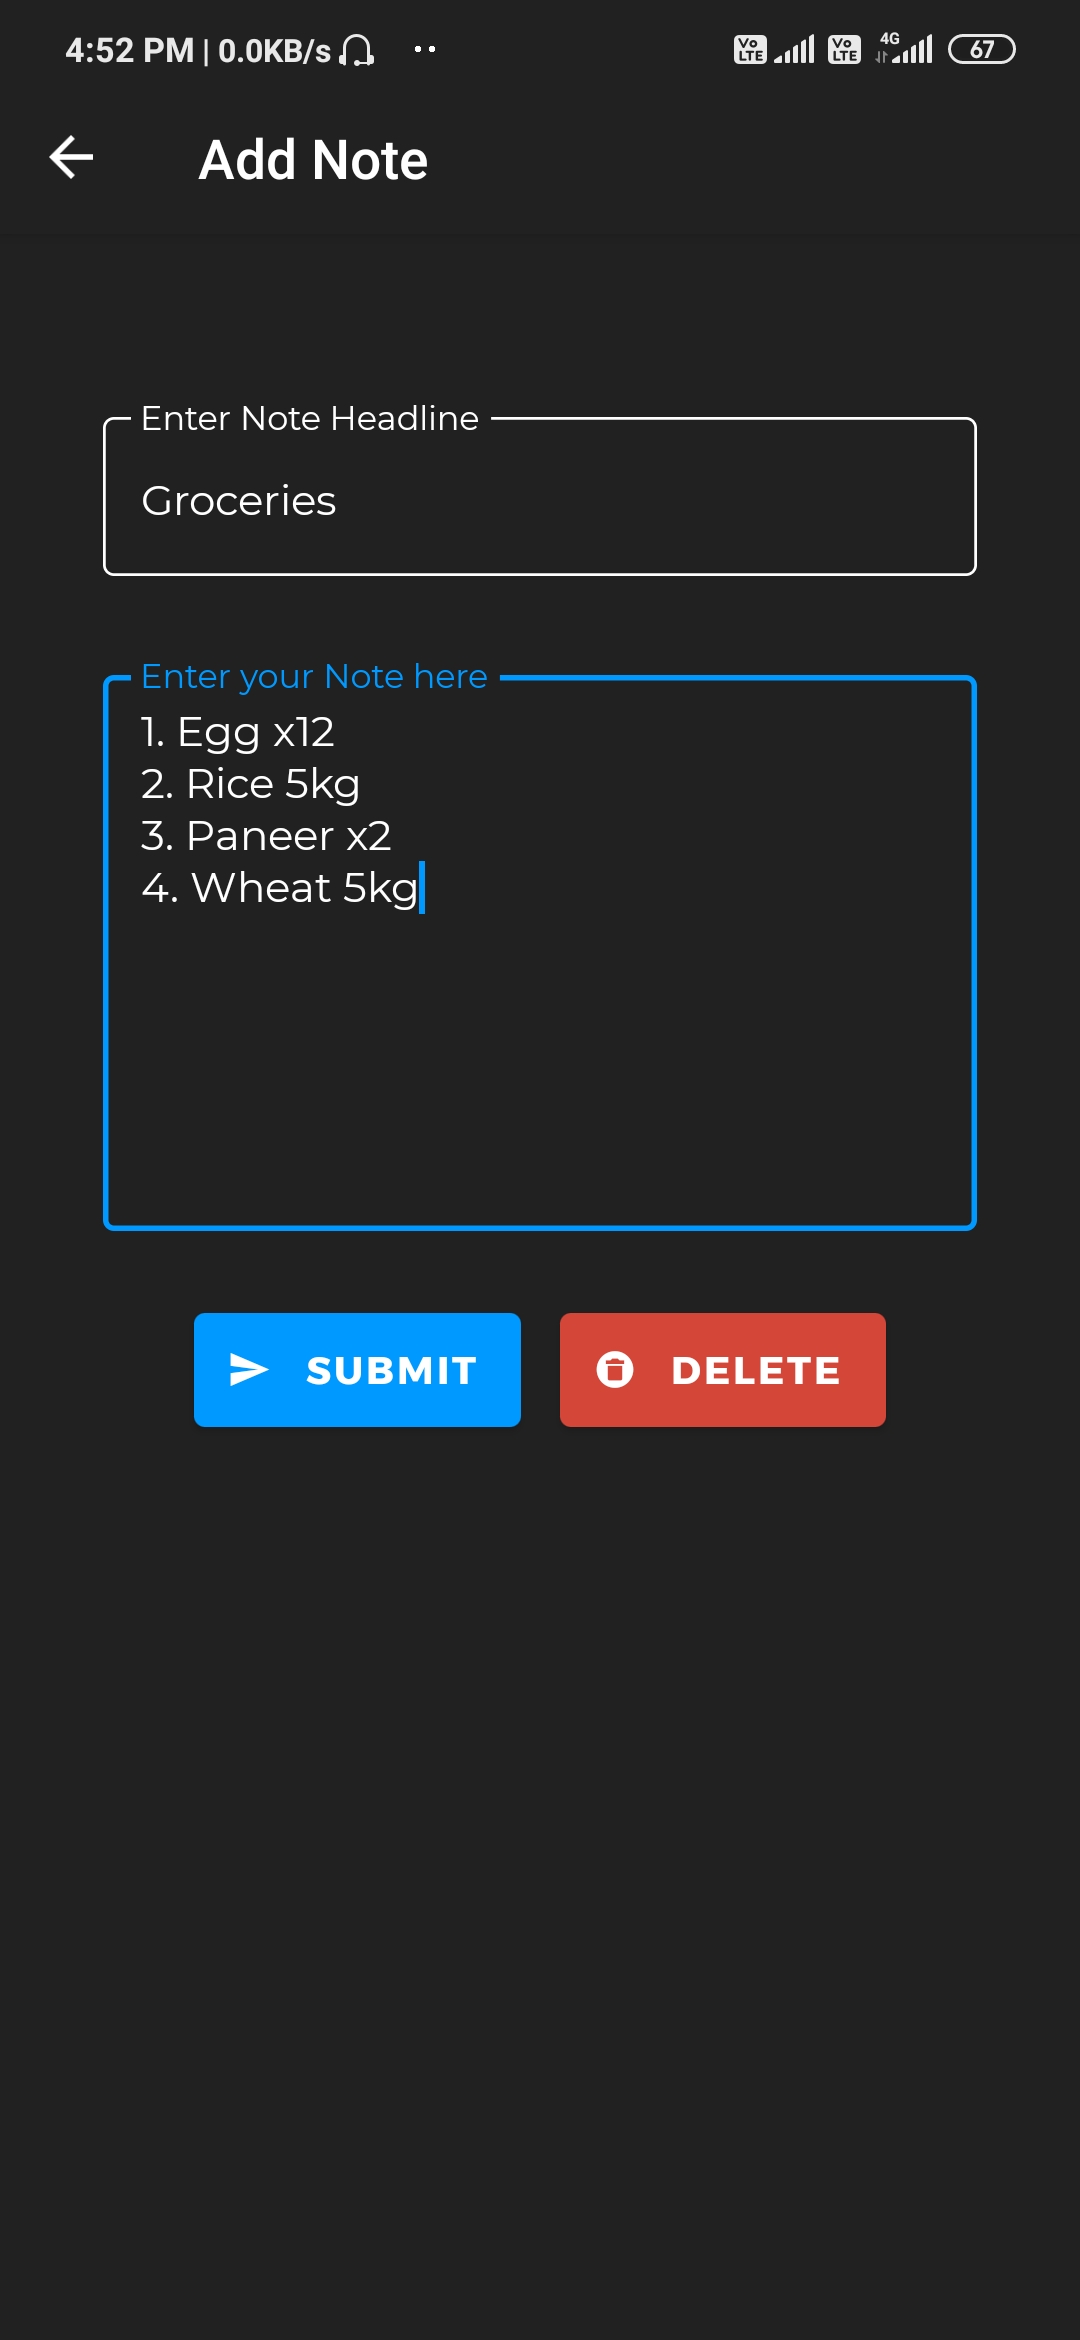 4:52 PM | 0.0KB/s
Vo LTE Vo LTE 4G 67
Add Note
Enter Note Headline
Groceries
Enter your Note here
1. Egg x12
2. Rice 5kg
3. Paneer x2
4. Wheat 5kg
SUBMIT DELETE